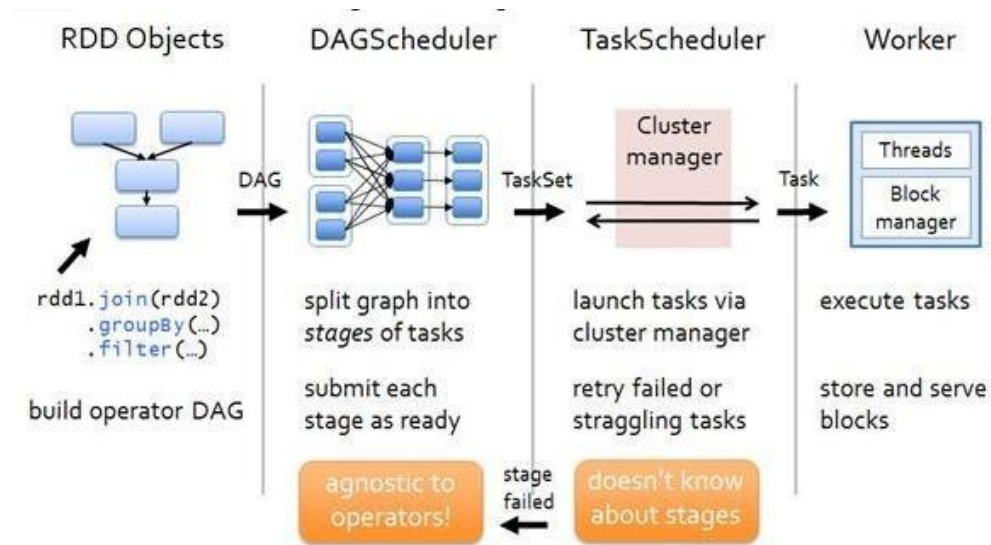 RDD Objects
DAGScheduler
TaskScheduler
Worker
DAG
TaskSet
Cluster
manager
Task
Threads
Block
manager
rdd1.join(rdd2)
.groupBy(…)
.filter(…)
build operator DAG
split graph into
stages of tasks
submit each
stage as ready
launch tasks via
cluster manager
retry failed or
straggling tasks
execute tasks
store and serve
blocks
agnostic to
operators!
stage
failed
doesn't know
about stages